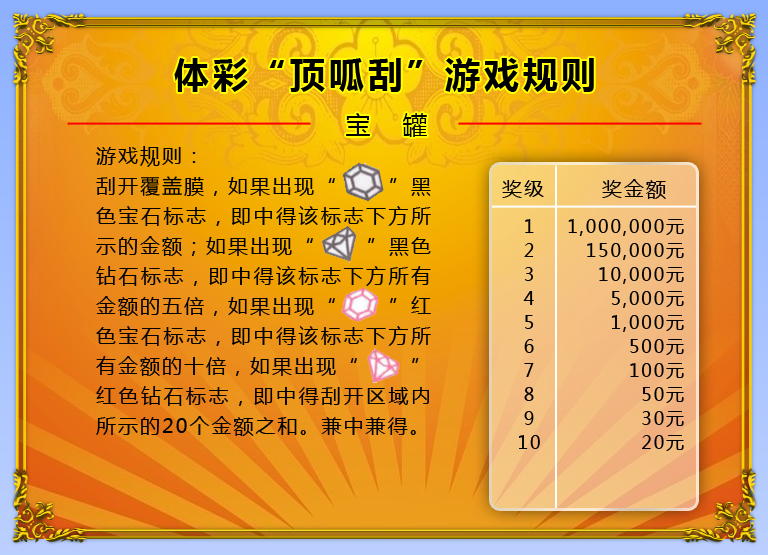 体彩“顶呱刮”游戏规则
宝 罐
游戏规则：
刮开覆盖膜，如果出现“ ”黑
色宝石标志，即中得该标志下方所
示的金额；如果出现“ ”黑色
钻石标志，即中得该标志下方所有
金额的五倍，如果出现“ ”红
色宝石标志，即中得该标志下方所
有金额的十倍，如果出现“ ”
红色钻石标志，即中得刮开区域内
所示的20个金额之和。兼中兼得。
奖级 奖金额
1 1,000,000元
2 150,000元
3 10,000元
4 5,000元
5 1,000元
6 500元
7 100元
8 50元
9 30元
10 20元